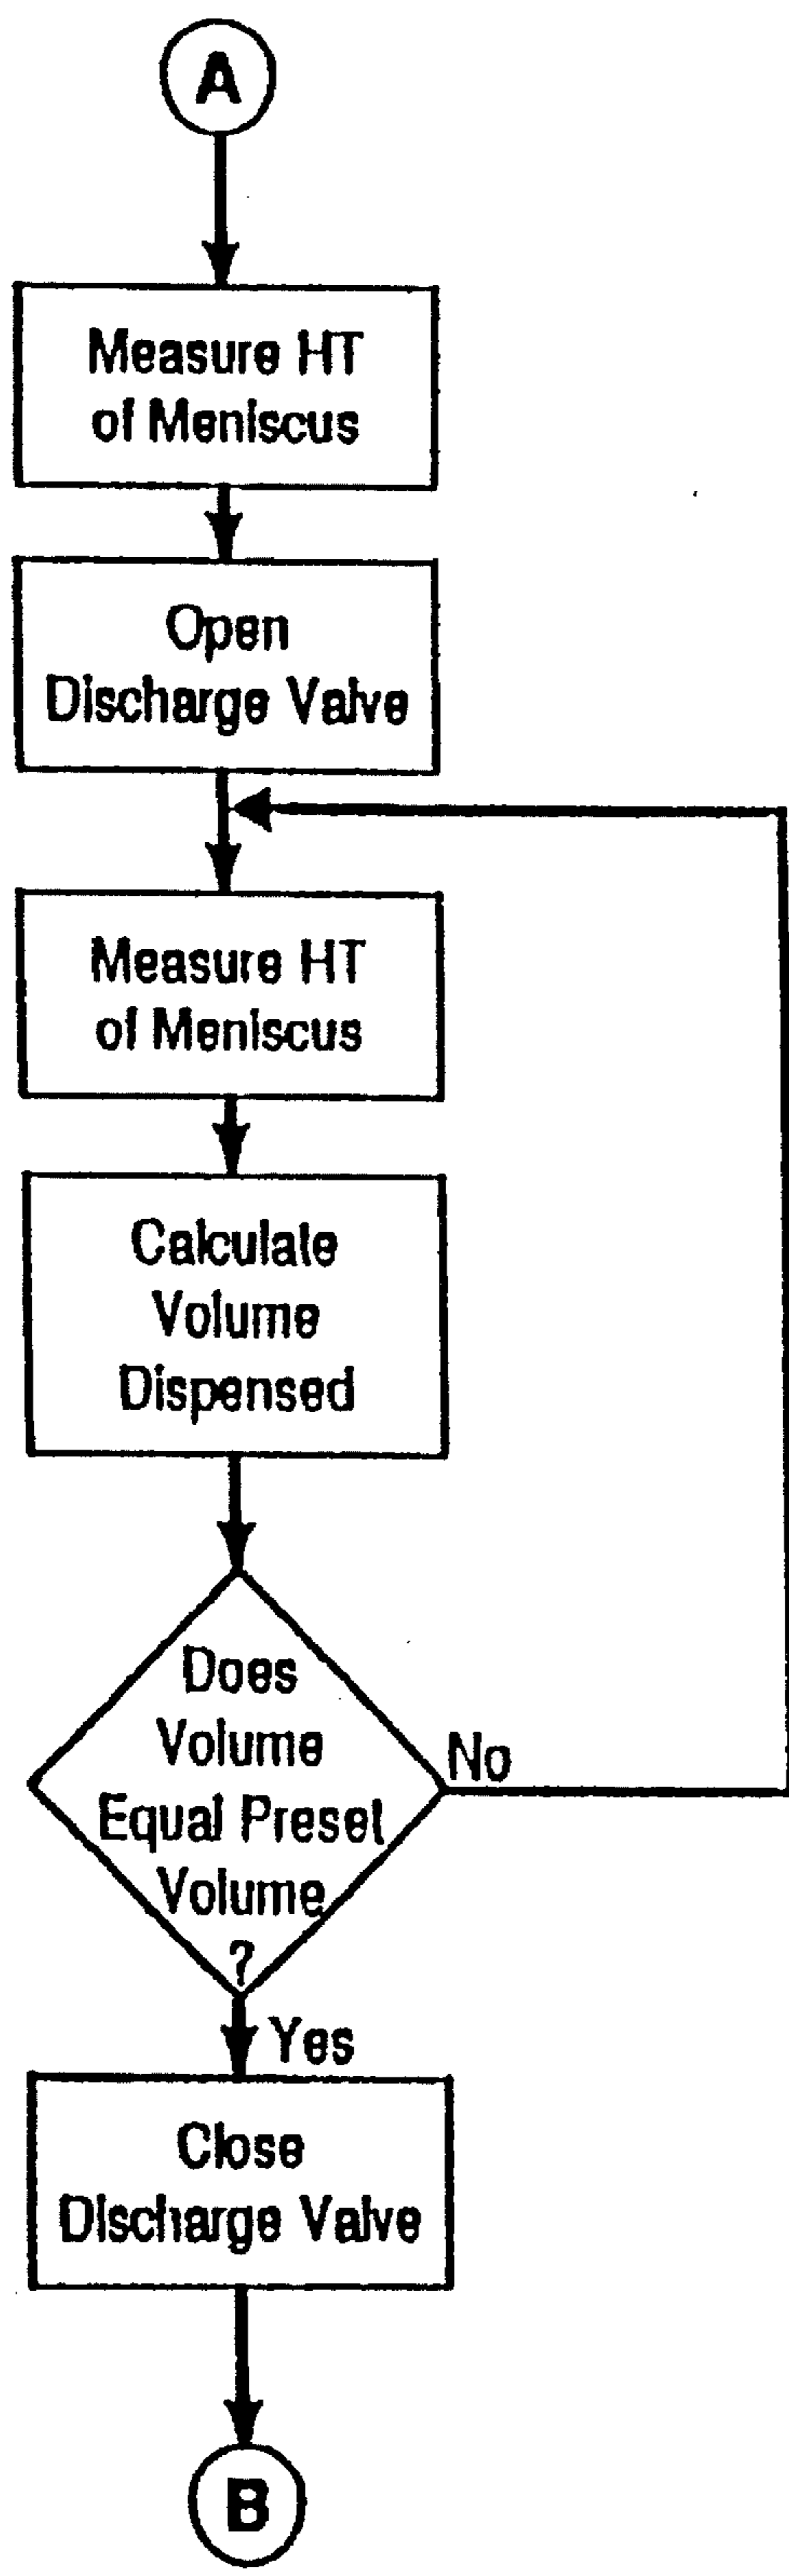 A
Measure HT
of Meniscus
Open
Discharge Valve
Measure HT
of Meniscus
Calculate
Volume
Dispensed
Does
Volume
Equal Preset
Volume
?
No
Yes
Close
Discharge Valve
B